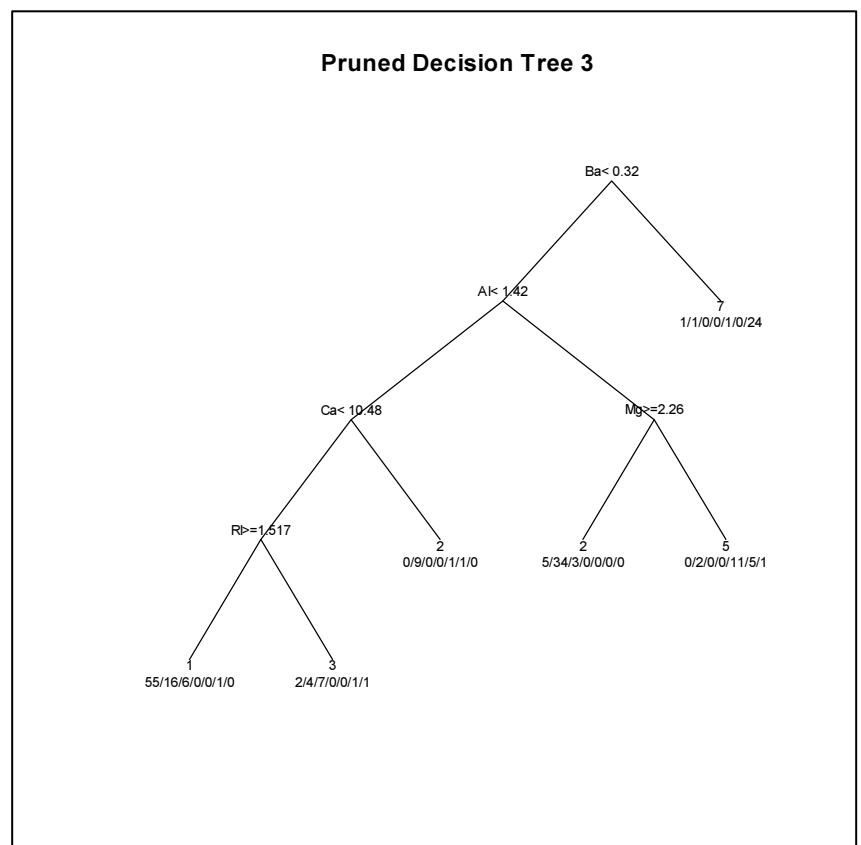 Pruned Decision Tree 3
Ba< 0.32
Al< 1.42
7
1/1/0/0/1/0/24
Ca< 10.48
Mg>=2.26
RI>=1.517
2
0/9/0/0/1/1/0
2
5/34/3/0/0/0/0
5
0/2/0/0/11/5/1
1
55/16/6/0/0/1/0
3
2/4/7/0/0/1/1